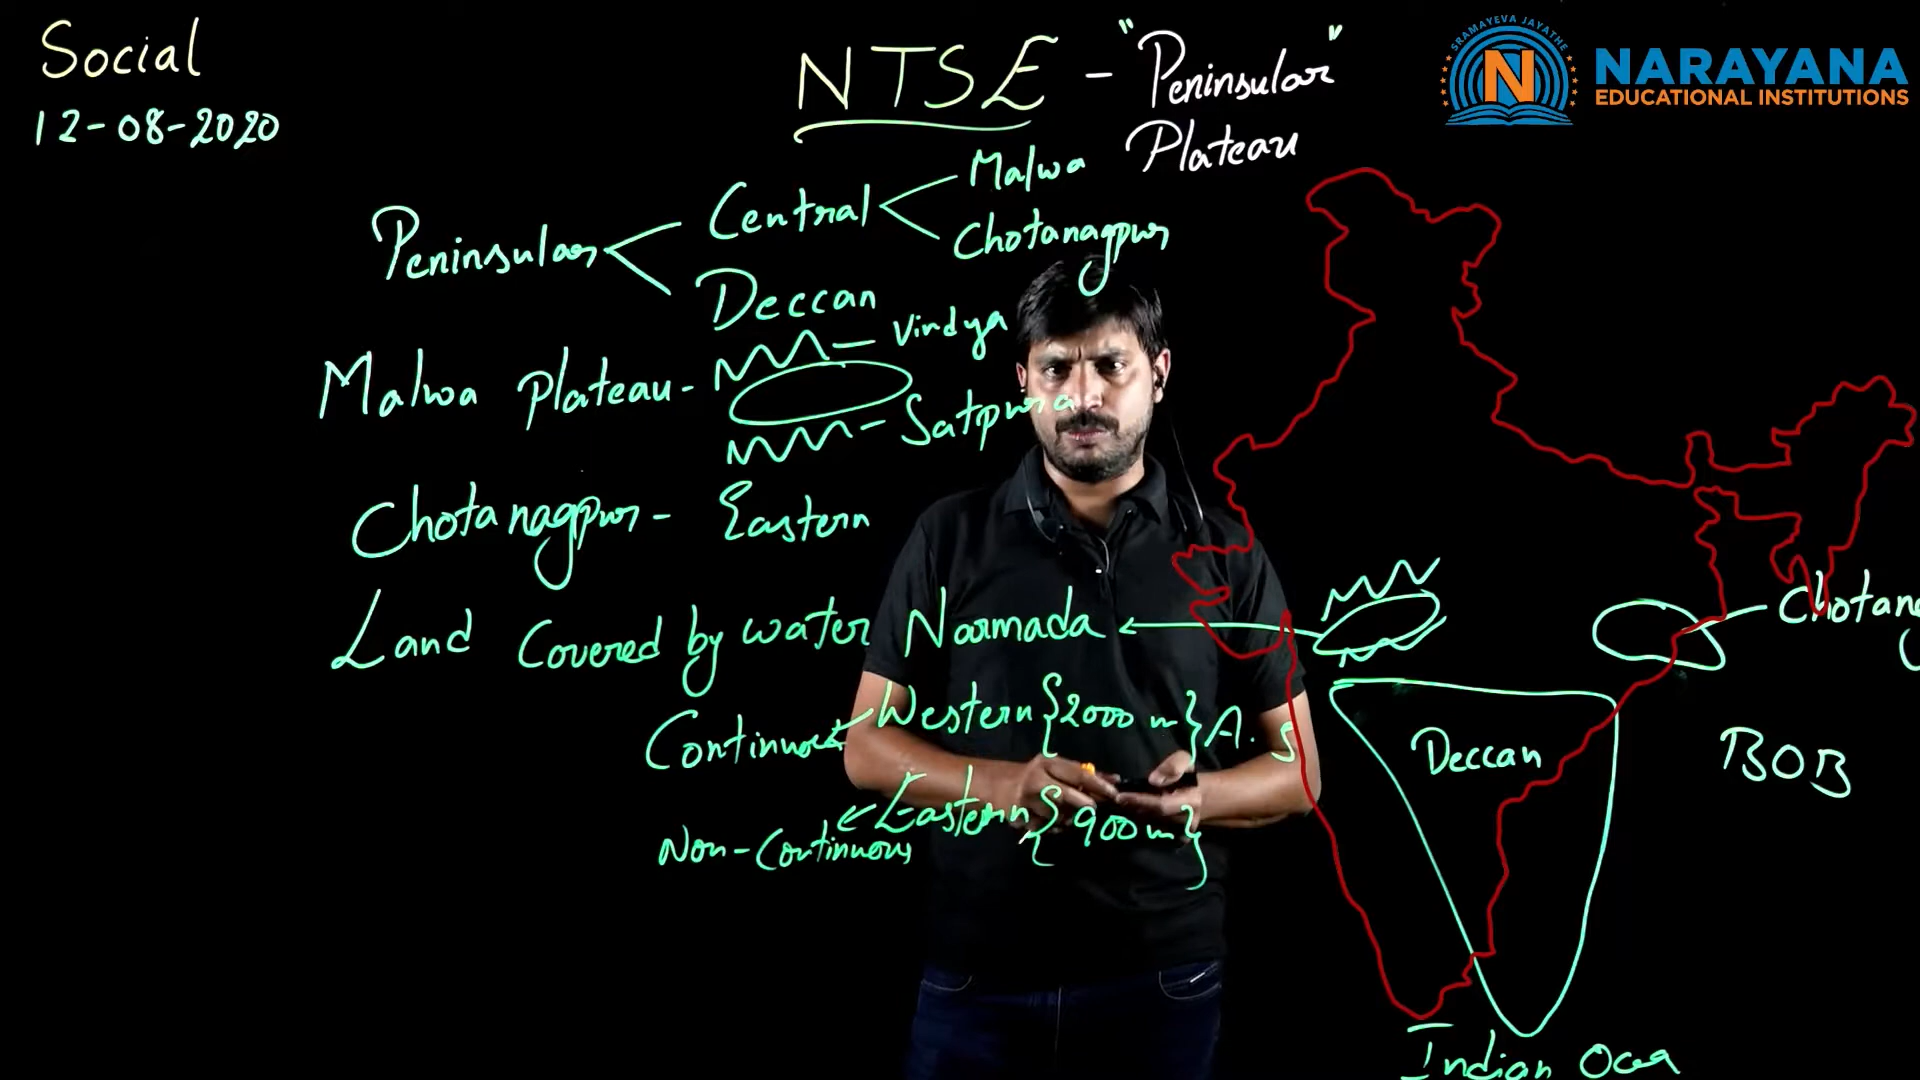 Social
12-08-2020
NTSE - "Peninsular"
Plateau
SRAMAYEVA JAYATHE
N
NARAYANA
EDUCATIONAL INSTITUTIONS
Peninsular
Central
Malwa
Chotanagpur
Deccan
Malwa Plateau -
Vindya
Satpura
Chotanagpur - Eastern
Land Covered by water Narmada
Continuous Western {2000 m} A. S
Non-Continuous Eastern {900 m}
Chotang
Deccan
BOB
Indian Ocea